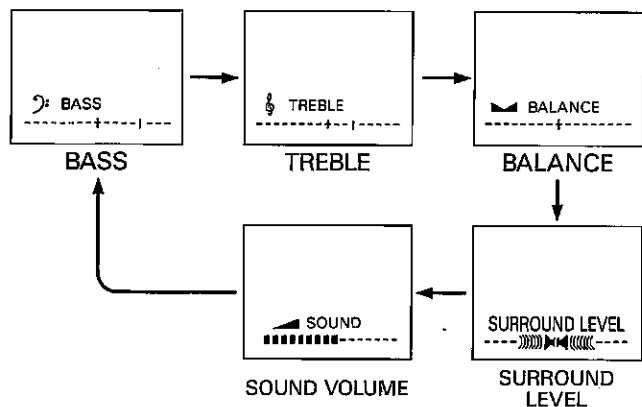 BASS
BASS
TREBLE
TREBLE
BALANCE
BALANCE
SOUND
SOUND VOLUME
SURROUND LEVEL
SURROUND
LEVEL